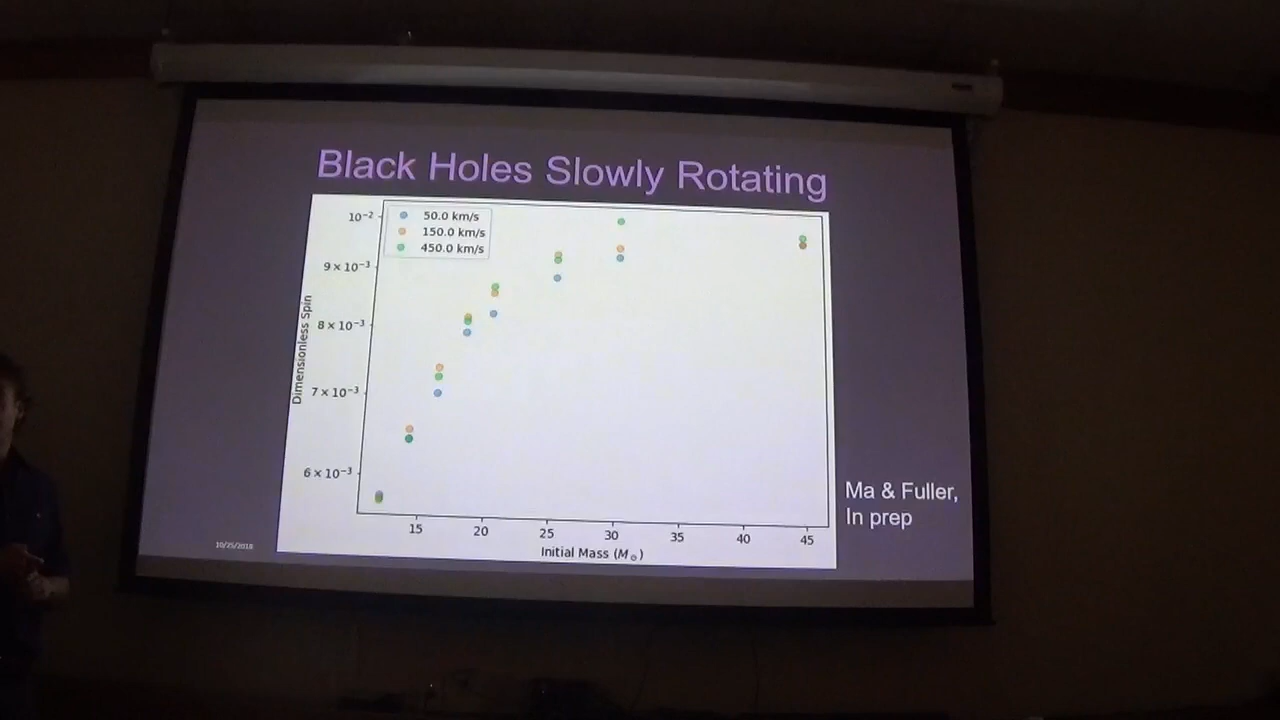 Black Holes Slowly Rotating
50.0 km/s
150.0 km/s
450.0 km/s
10⁻²
9 × 10⁻³
8 × 10⁻³
7 × 10⁻³
6 × 10⁻³
Dimensionless Spin
15 20 25 30 35 40 45
Initial Mass (M⊙)
Ma & Fuller,
In prep
10/25/2018